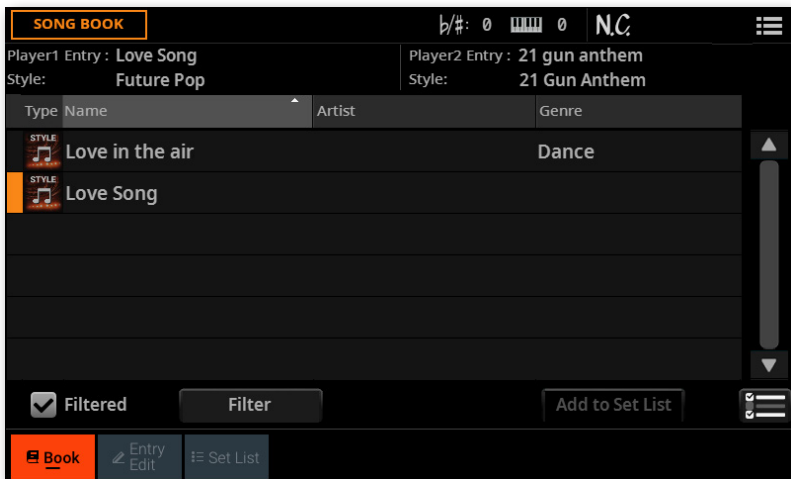 SONG BOOK ♭/#: 0 0 N.C.
Player1 Entry : Love Song Player2 Entry : 21 gun anthem
Style: Future Pop Style: 21 Gun Anthem
Type Name Artist Genre
STYLE
Love in the air Dance
STYLE
Love Song
Filtered Filter Add to Set List
Book Entry Edit Set List